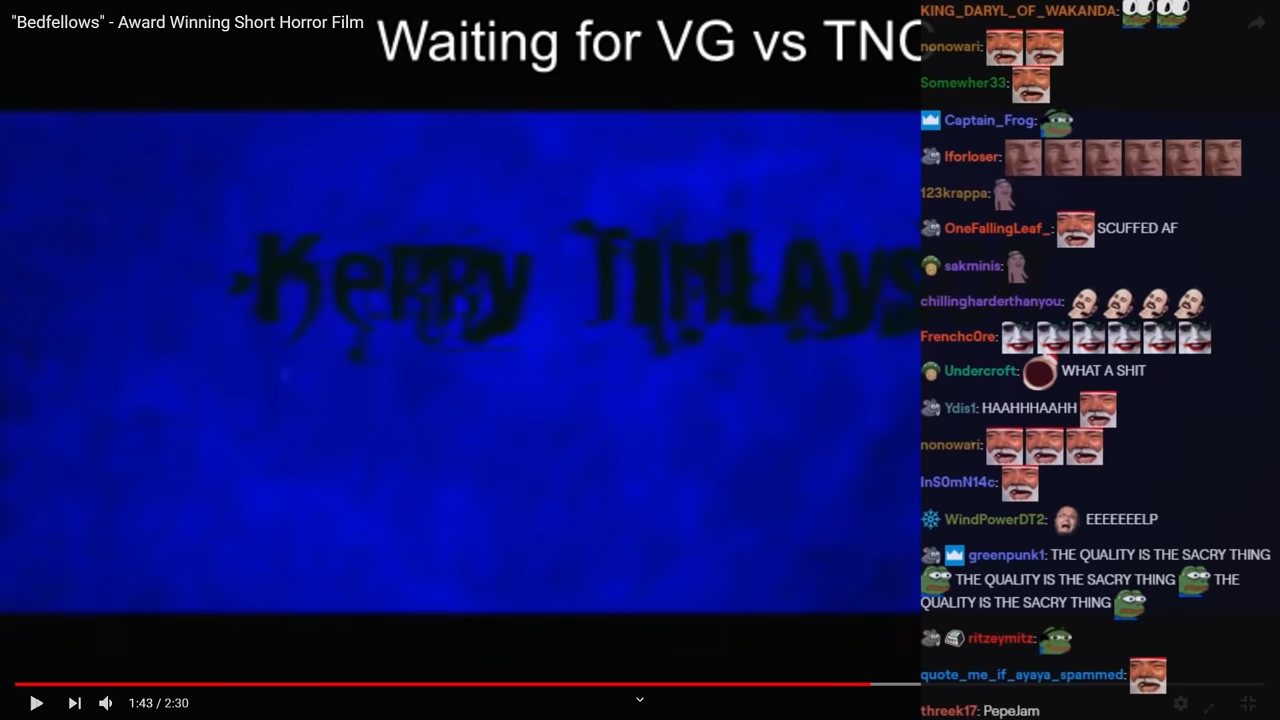 "Bedfellows" - Award Winning Short Horror Film
Waiting for VG vs TNC
KERRY FINLAYS
1:43 / 2:30
KING_DARYL_OF_WAKANDA:
nonowari:
Somewher33:
Captain_Frog:
lforloser:
123krappa:
OneFallingLeaf_: SCUFFED AF
sakminis:
chillingharderthanyou:
Frenchc0re:
Undercroft: WHAT A SHIT
Ydis1: HAAHHHAAHH
nonowari:
InS0mN14c:
WindPowerDT2: EEEEEEELP
greenpunk1: THE QUALITY IS THE SACRY THING
THE QUALITY IS THE SACRY THING THE
QUALITY IS THE SACRY THING
ritzeymitz:
quote_me_if_ayaya_spammed:
threek17: PepeJam